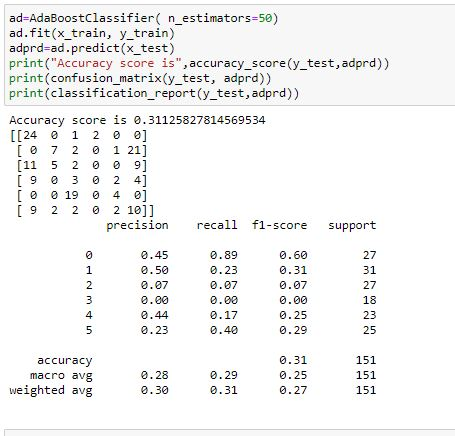 ad=AdaBoostClassifier( n_estimators=50)
ad.fit(x_train, y_train)
adprd=ad.predict(x_test)
print("Accuracy score is",accuracy_score(y_test,adprd))
print(confusion_matrix(y_test, adprd))
print(classification_report(y_test,adprd))
Accuracy score is 0.31125827814569534
[[24  0  1  2  0  0]
 [ 0  7  2  0  1 21]
 [11  5  2  0  0  9]
 [ 9  0  3  0  2  4]
 [ 0  0 19  0  4  0]
 [ 9  2  2  0  2 10]]
              precision    recall  f1-score   support
           0       0.45      0.89      0.60        27
           1       0.50      0.23      0.31        31
           2       0.07      0.07      0.07        27
           3       0.00      0.00      0.00        18
           4       0.44      0.17      0.25        23
           5       0.23      0.40      0.29        25
    accuracy                           0.31       151
   macro avg       0.28      0.29      0.25       151
weighted avg       0.30      0.31      0.27       151